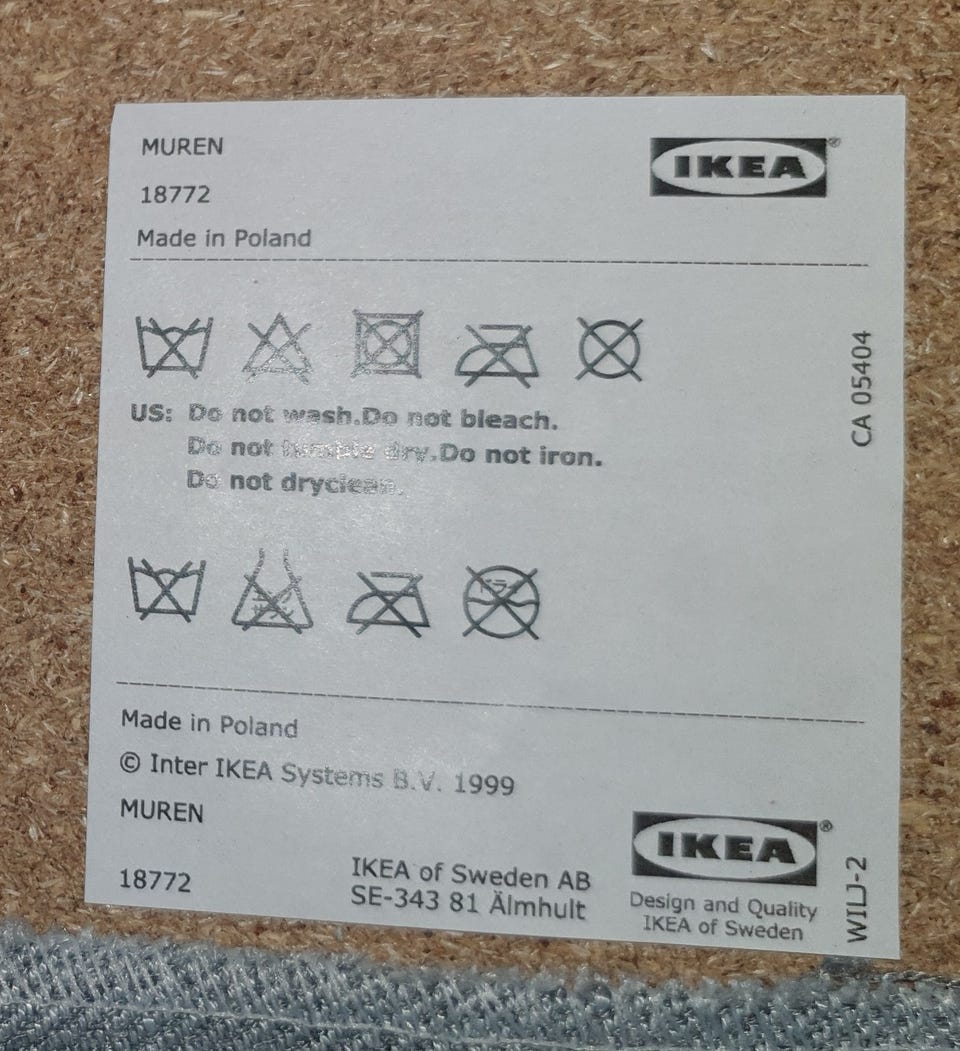 MUREN
IKEA®
18772
Made in Poland
CA 05404
US: Do not wash.Do not bleach.
Do not tumble dry.Do not iron.
Do not dryclean.
Made in Poland
© Inter IKEA Systems B.V. 1999
MUREN
IKEA®
18772
IKEA of Sweden AB
SE-343 81 Älmhult
Design and Quality
IKEA of Sweden
WILJ-2